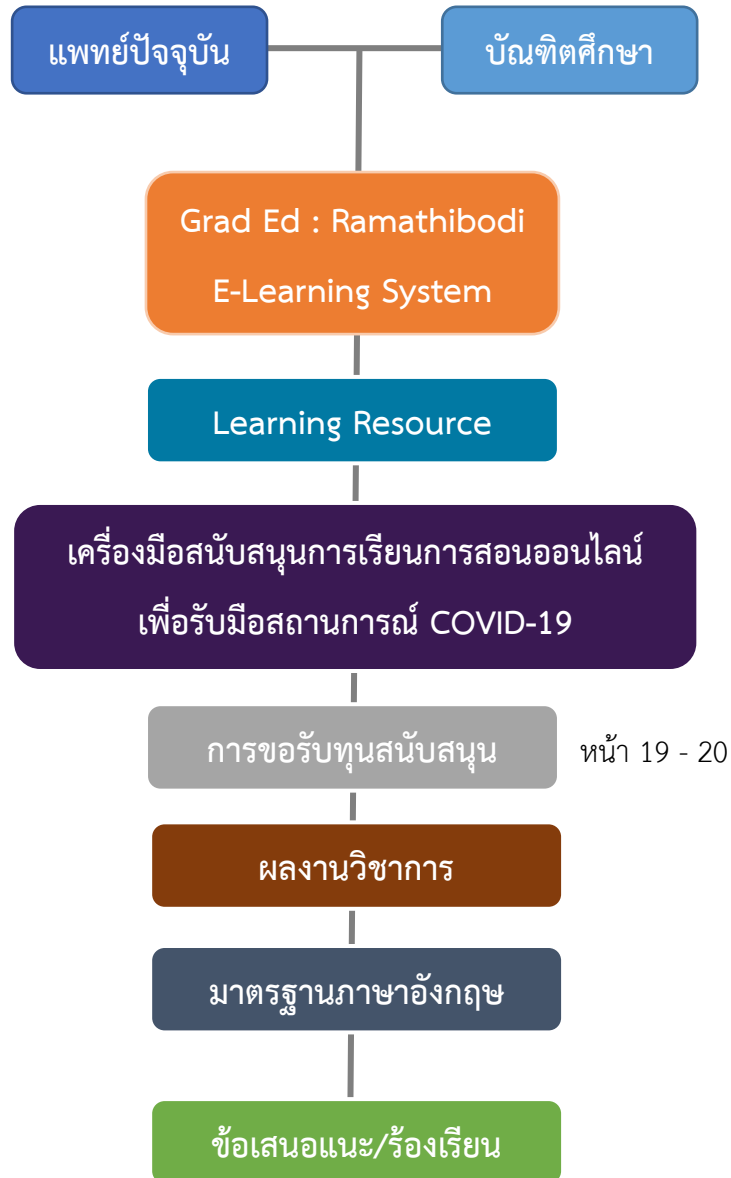 แพทย์ปัจจุบัน
บัณฑิตศึกษา
Grad Ed : Ramathibodi
E-Learning System
Learning Resource
เครื่องมือสนับสนุนการเรียนการสอนออนไลน์
เพื่อรับมือสถานการณ์ COVID-19
การขอรับทุนสนับสนุน
หน้า 19 - 20
ผลงานวิชาการ
มาตรฐานภาษาอังกฤษ
ข้อเสนอแนะ/ร้องเรียน